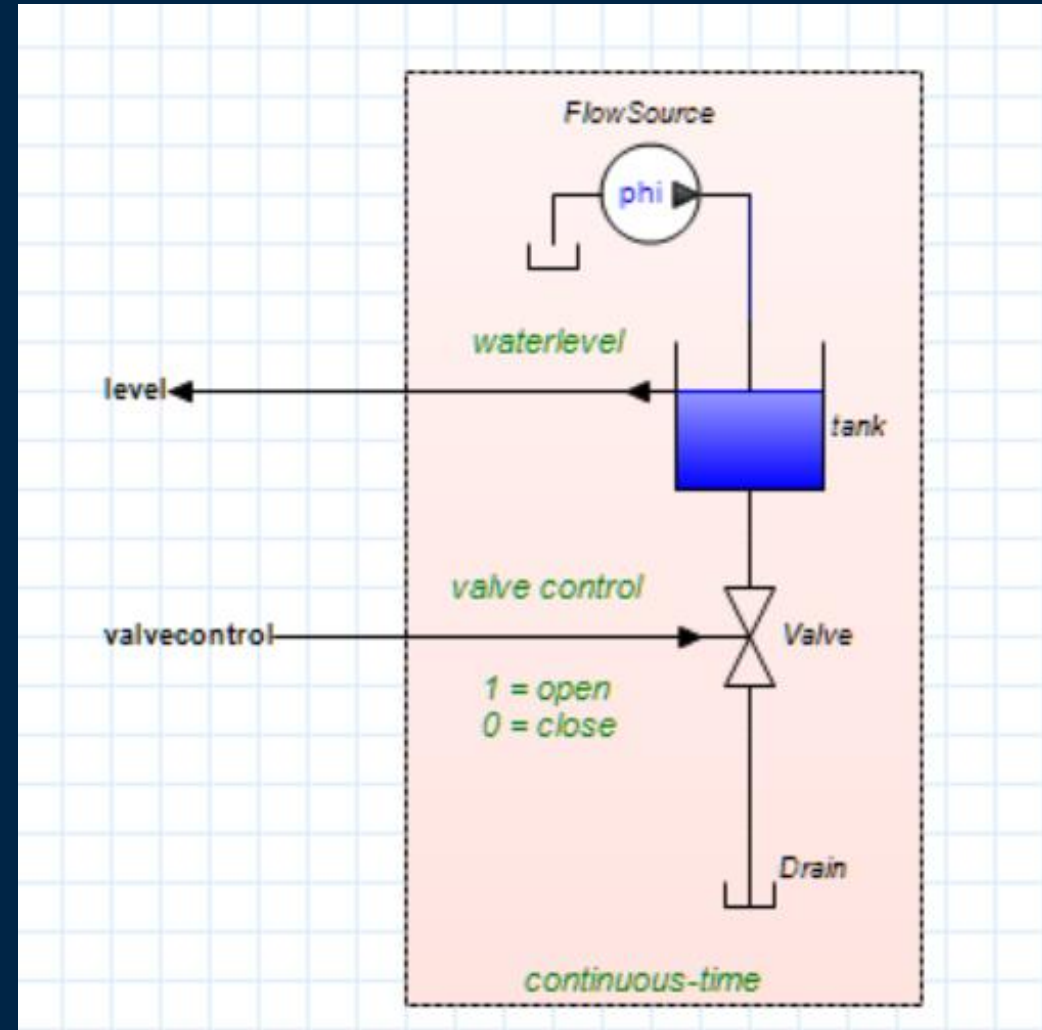 FlowSource
phi
waterlevel
level
tank
valve control
valvecontrol
Valve
1 = open
0 = close
Drain
continuous-time